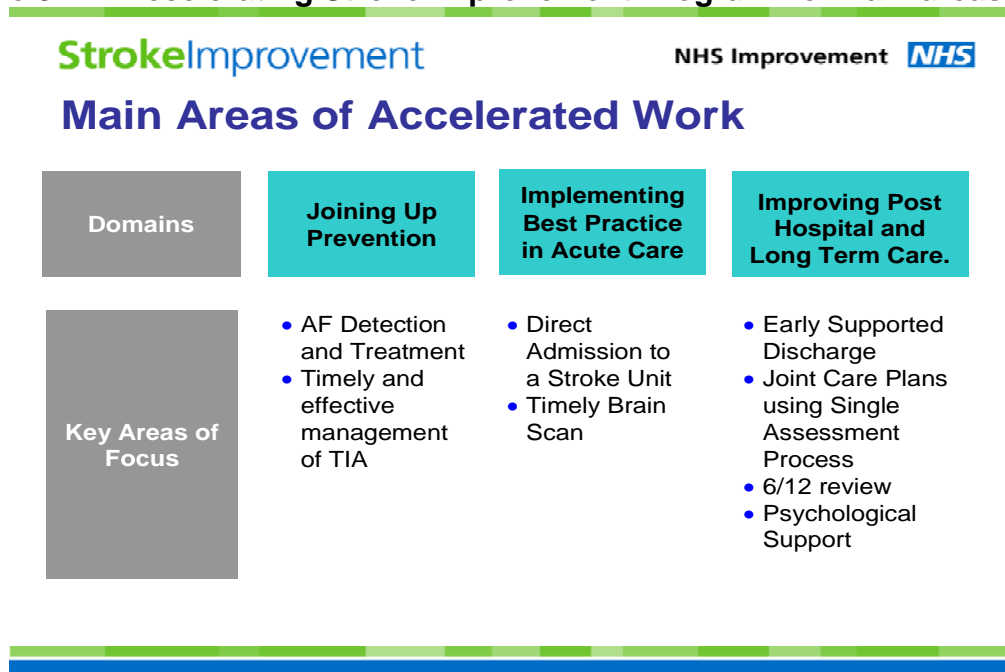 StrokeImprovement
NHS Improvement NHS
Main Areas of Accelerated Work
Domains
Joining Up
Prevention
Implementing
Best Practice
in Acute Care
Improving Post
Hospital and
Long Term Care.
Key Areas of
Focus
• AF Detection
and Treatment
• Timely and
effective
management
of TIA
• Direct
Admission to
a Stroke Unit
• Timely Brain
Scan
• Early Supported
Discharge
• Joint Care Plans
using Single
Assessment
Process
• 6/12 review
• Psychological
Support